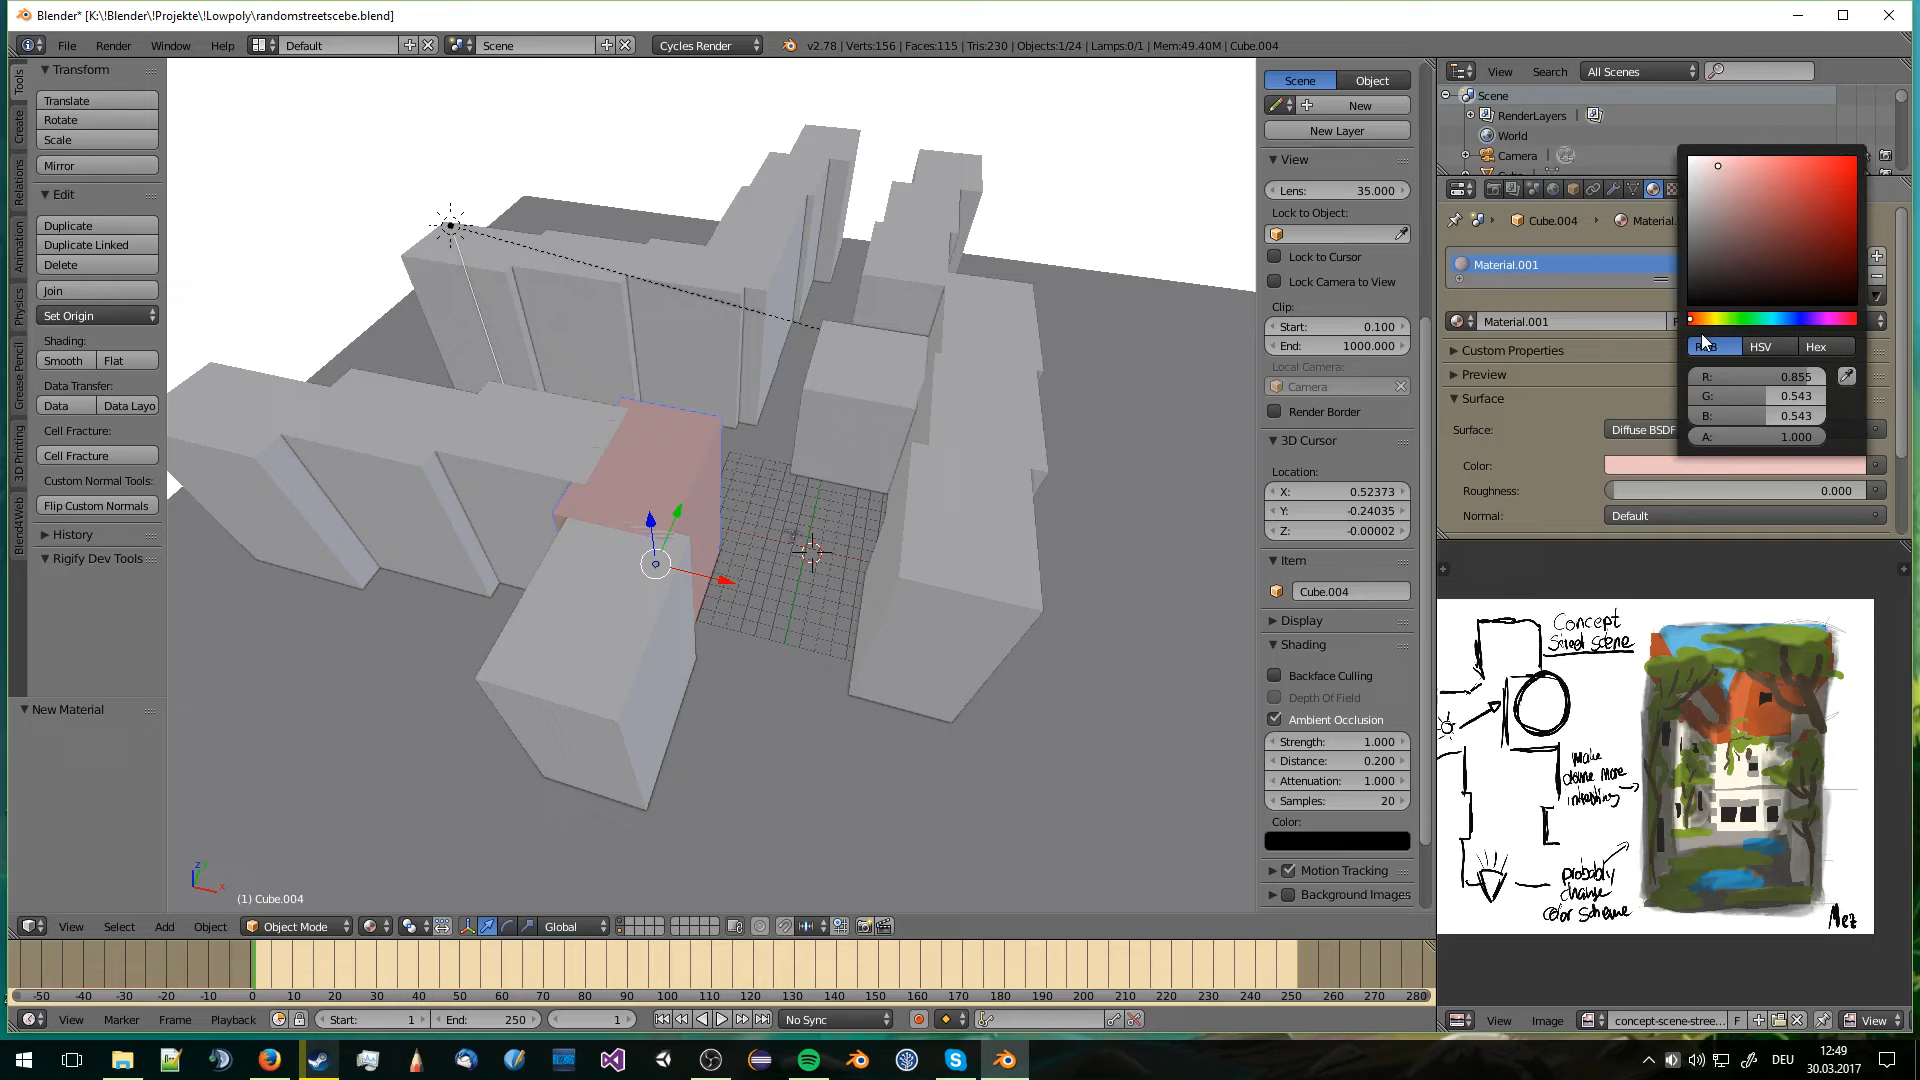 Blender* [K:\!Blender\!Projekte\!Lowpoly\randomstreetscebe.blend]
File Render Window Help Default Scene Cycles Render v2.78 | Verts:156 | Faces:115 | Tris:230 | Objects:1/24 | Lamps:0/1 | Mem:49.40M | Cube.004
Tools
Create
Relations
Animation
Physics
Grease Pencil
3D Printing
Blend4Web
Transform
Translate
Rotate
Scale
Mirror
Edit
Duplicate
Duplicate Linked
Delete
Join
Set Origin
Shading:
Smooth Flat
Data Transfer:
Data Data Layo
Cell Fracture:
Cell Fracture
Custom Normal Tools:
Flip Custom Normals
History
Rigify Dev Tools
New Material
z
x
(1) Cube.004
Scene Object
New
New Layer
View
Lens: 35.000
Lock to Object:
Lock to Cursor
Lock Camera to View
Clip:
Start: 0.100
End: 1000.000
Local Camera:
Camera
Render Border
3D Cursor
Location:
X: 0.52373
Y: -0.24035
Z: -0.00002
Item
Cube.004
Display
Shading
Backface Culling
Depth Of Field
Ambient Occlusion
Strength: 1.000
Distance: 0.200
Attenuation: 1.000
Samples: 20
Color:
Motion Tracking
Background Images
View Search All Scenes
Scene
RenderLayers
World
Camera
Cube.004 Material.
Material.001
Material.001
Custom Properties
Preview
Surface
Surface: Diffuse BSDF
Color:
Roughness: 0.000
Normal: Default
HSV Hex
R: 0.855
G: 0.543
B: 0.543
A: 1.000
Concept
Street Scene
Make
dome more
probably
change
color scheme
Mez
View Select Add Object Object Mode Global
-50 -40 -30 -20 -10 0 10 20 30 40 50 60 70 80 90 100 110 120 130 140 150 160 170 180 190 200 210 220 230 240 250 260 270 280
View Marker Frame Playback Start: 1 End: 250 1 No Sync
View Image concept-scene-stree... F View
DEU
12:49
30.03.2017